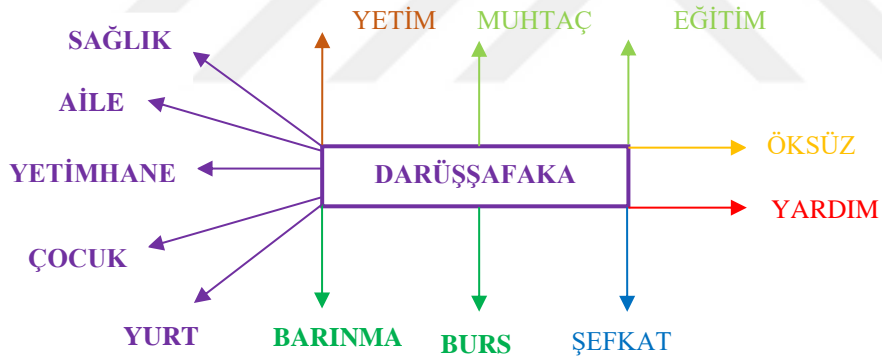 YETİM
MUHTAÇ
EĞİTİM
SAĞLIK
AİLE
ÖKSÜZ
YETİMHANE
DARÜŞŞAFAKA
YARDIM
ÇOCUK
YURT
BARINMA
BURS
ŞEFKAT